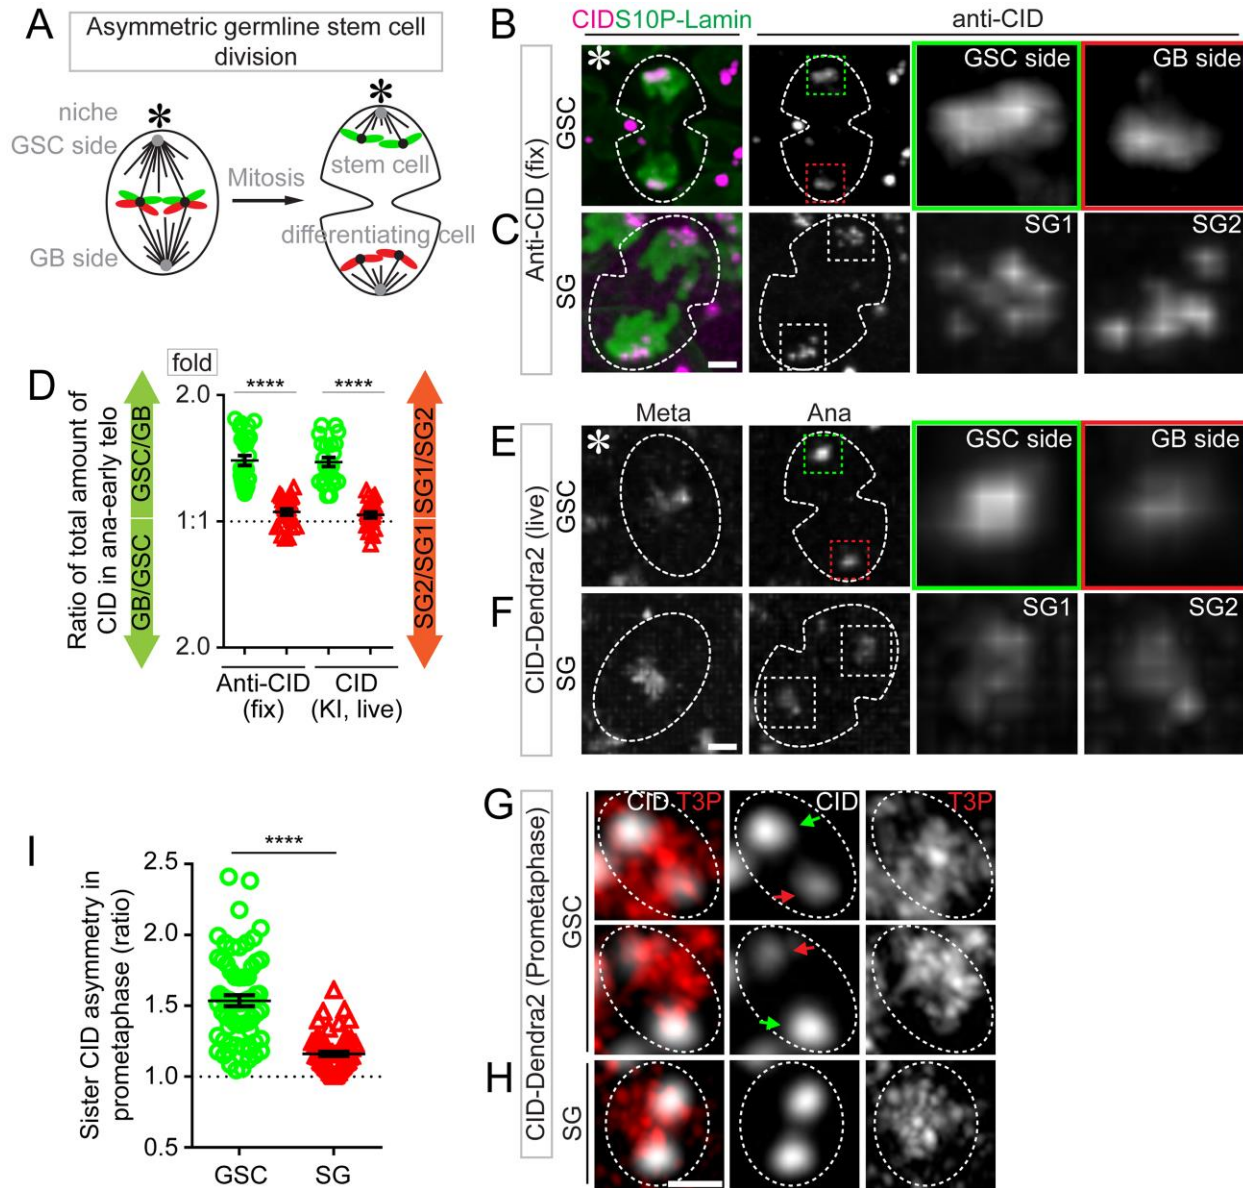 A
Asymmetric germline stem cell
division
niche
GSC side
GB side
Mitosis
stem cell
differentiating cell
*
*
B
CIDS10P-Lamin
anti-CID
Anti-CID (fix)
GSC
*
GSC side
GB side
C
SG
SG1
SG2
D
fold
Ratio of total amount of
CID in ana-early telo
GB/GSC GSC/GB
2.0
1:1
2.0
****
****
SG2/SG1 SG1/SG2
Anti-CID
(fix)
CID
(KI, live)
E
Meta
Ana
CID-Dendra2 (live)
GSC
*
GSC side
GB side
F
SG
SG1
SG2
G
CID T3P
CID
T3P
CID-Dendra2 (Prometaphase)
GSC
H
SG
I
Sister CID asymmetry in
prometaphase (ratio)
****
2.5
2.0
1.5
1.0
0.5
GSC
SG